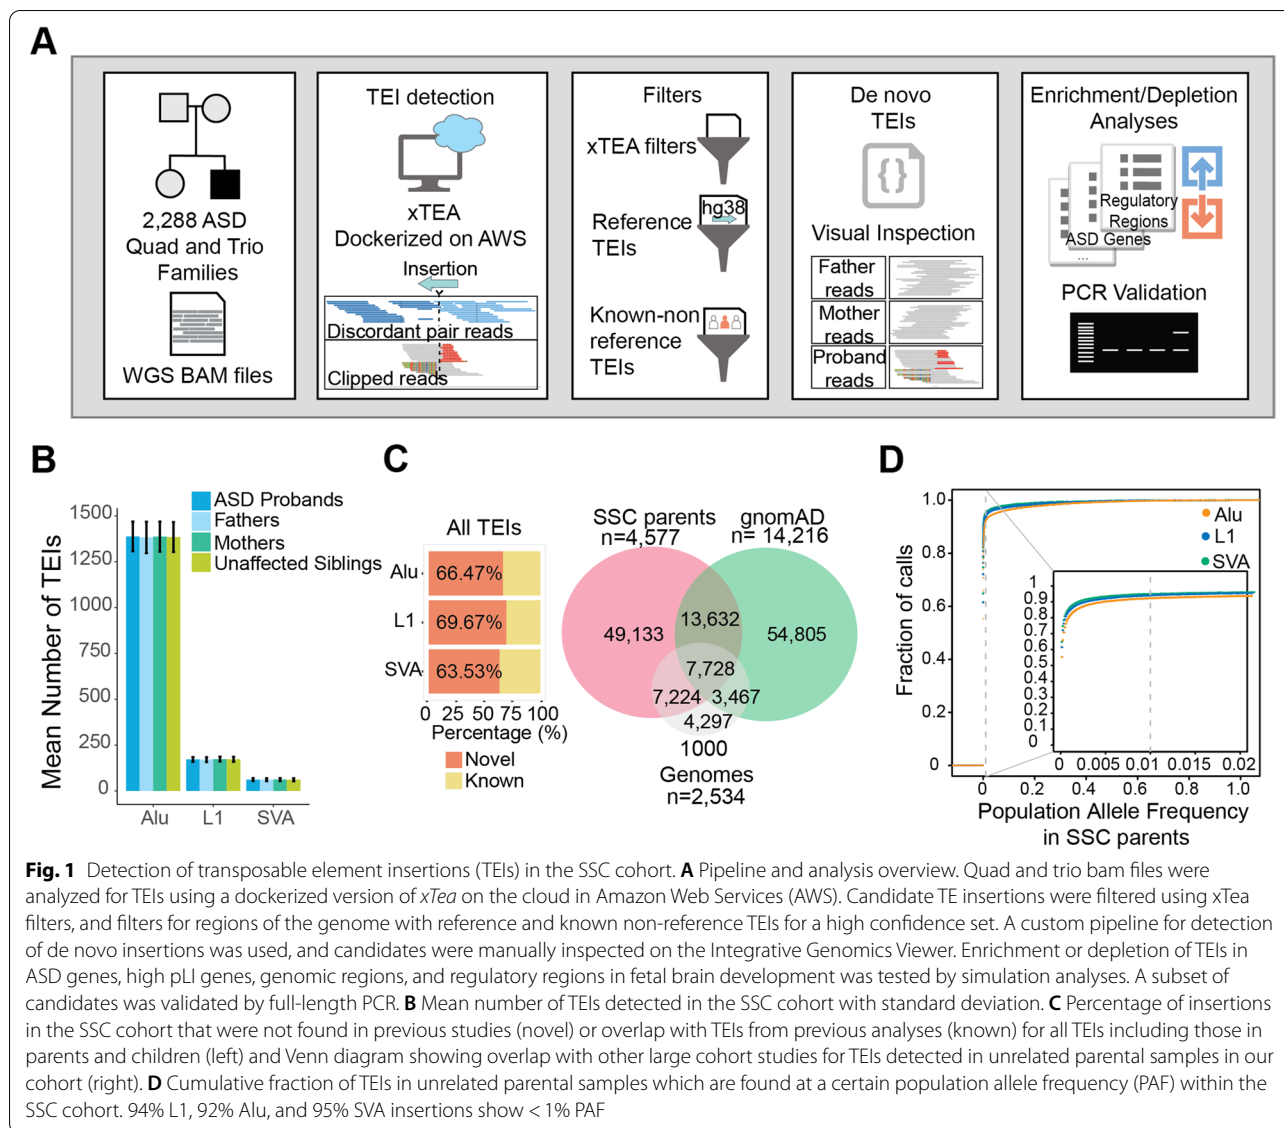 A
2,288 ASD
Quad and Trio
Families
WGS BAM files
TEI detection
xTEA
Dockerized on AWS
Insertion
Discordant pair reads
Clipped reads
Filters
xTEA filters
Reference
TEIs
hg38
Known-non
reference
TEIs
De novo
TEIs
{}
Visual Inspection
Father
reads
Mother
reads
Proband
reads
Enrichment/Depletion
Analyses
Regulatory
Regions
ASD Genes
...
PCR Validation
B
Mean Number of TEIs
1500
1250
1000
750
500
250
0
ASD Probands
Fathers
Mothers
Unaffected Siblings
Alu
L1
SVA
C
All TEIs
Alu
66.47%
L1
69.67%
SVA
63.53%
0 25 50 75 100
Percentage (%)
Novel
Known
SSC parents
n=4,577
gnomAD
n= 14,216
49,133
13,632
54,805
7,728
7,224
3,467
4,297
1000
Genomes
n=2,534
D
Fraction of calls
1.0
0.8
0.6
0.4
0.2
0
Alu
L1
SVA
1
0.9
0.8
0.7
0.6
0.5
0.4
0.3
0.2
0.1
0
0 0.005 0.01 0.015 0.02
0 0.2 0.4 0.6 0.8 1.0
Population Allele Frequency
in SSC parents
Fig. 1 Detection of transposable element insertions (TEIs) in the SSC cohort. A Pipeline and analysis overview. Quad and trio bam files were
analyzed for TEIs using a dockerized version of xTea on the cloud in Amazon Web Services (AWS). Candidate TE insertions were filtered using xTea
filters, and filters for regions of the genome with reference and known non-reference TEIs for a high confidence set. A custom pipeline for detection
of de novo insertions was used, and candidates were manually inspected on the Integrative Genomics Viewer. Enrichment or depletion of TEIs in
ASD genes, high pLI genes, genomic regions, and regulatory regions in fetal brain development was tested by simulation analyses. A subset of
candidates was validated by full-length PCR. B Mean number of TEIs detected in the SSC cohort with standard deviation. C Percentage of insertions
in the SSC cohort that were not found in previous studies (novel) or overlap with TEIs from previous analyses (known) for all TEIs including those in
parents and children (left) and Venn diagram showing overlap with other large cohort studies for TEIs detected in unrelated parental samples in our
cohort (right). D Cumulative fraction of TEIs in unrelated parental samples which are found at a certain population allele frequency (PAF) within the
SSC cohort. 94% L1, 92% Alu, and 95% SVA insertions show < 1% PAF